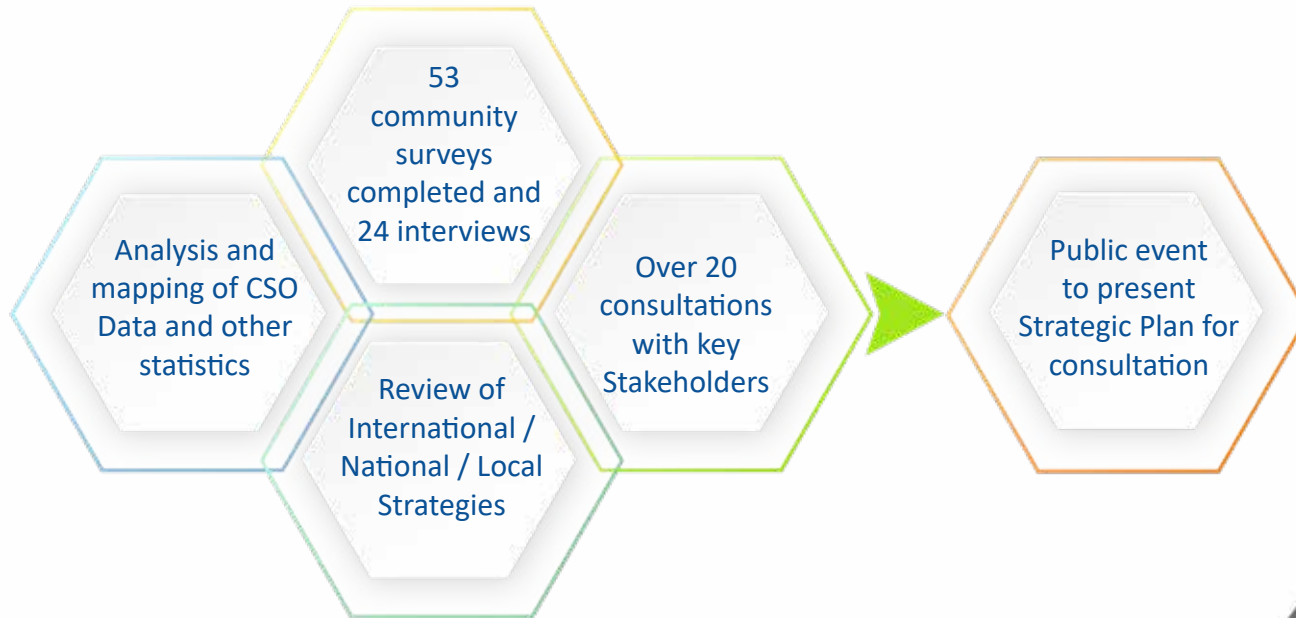 Analysis and
mapping of CSO
Data and other
statistics
53
community
surveys
completed and
24 interviews
Review of
International /
National / Local
Strategies
Over 20
consultations
with key
Stakeholders
Public event
to present
Strategic Plan for
consultation